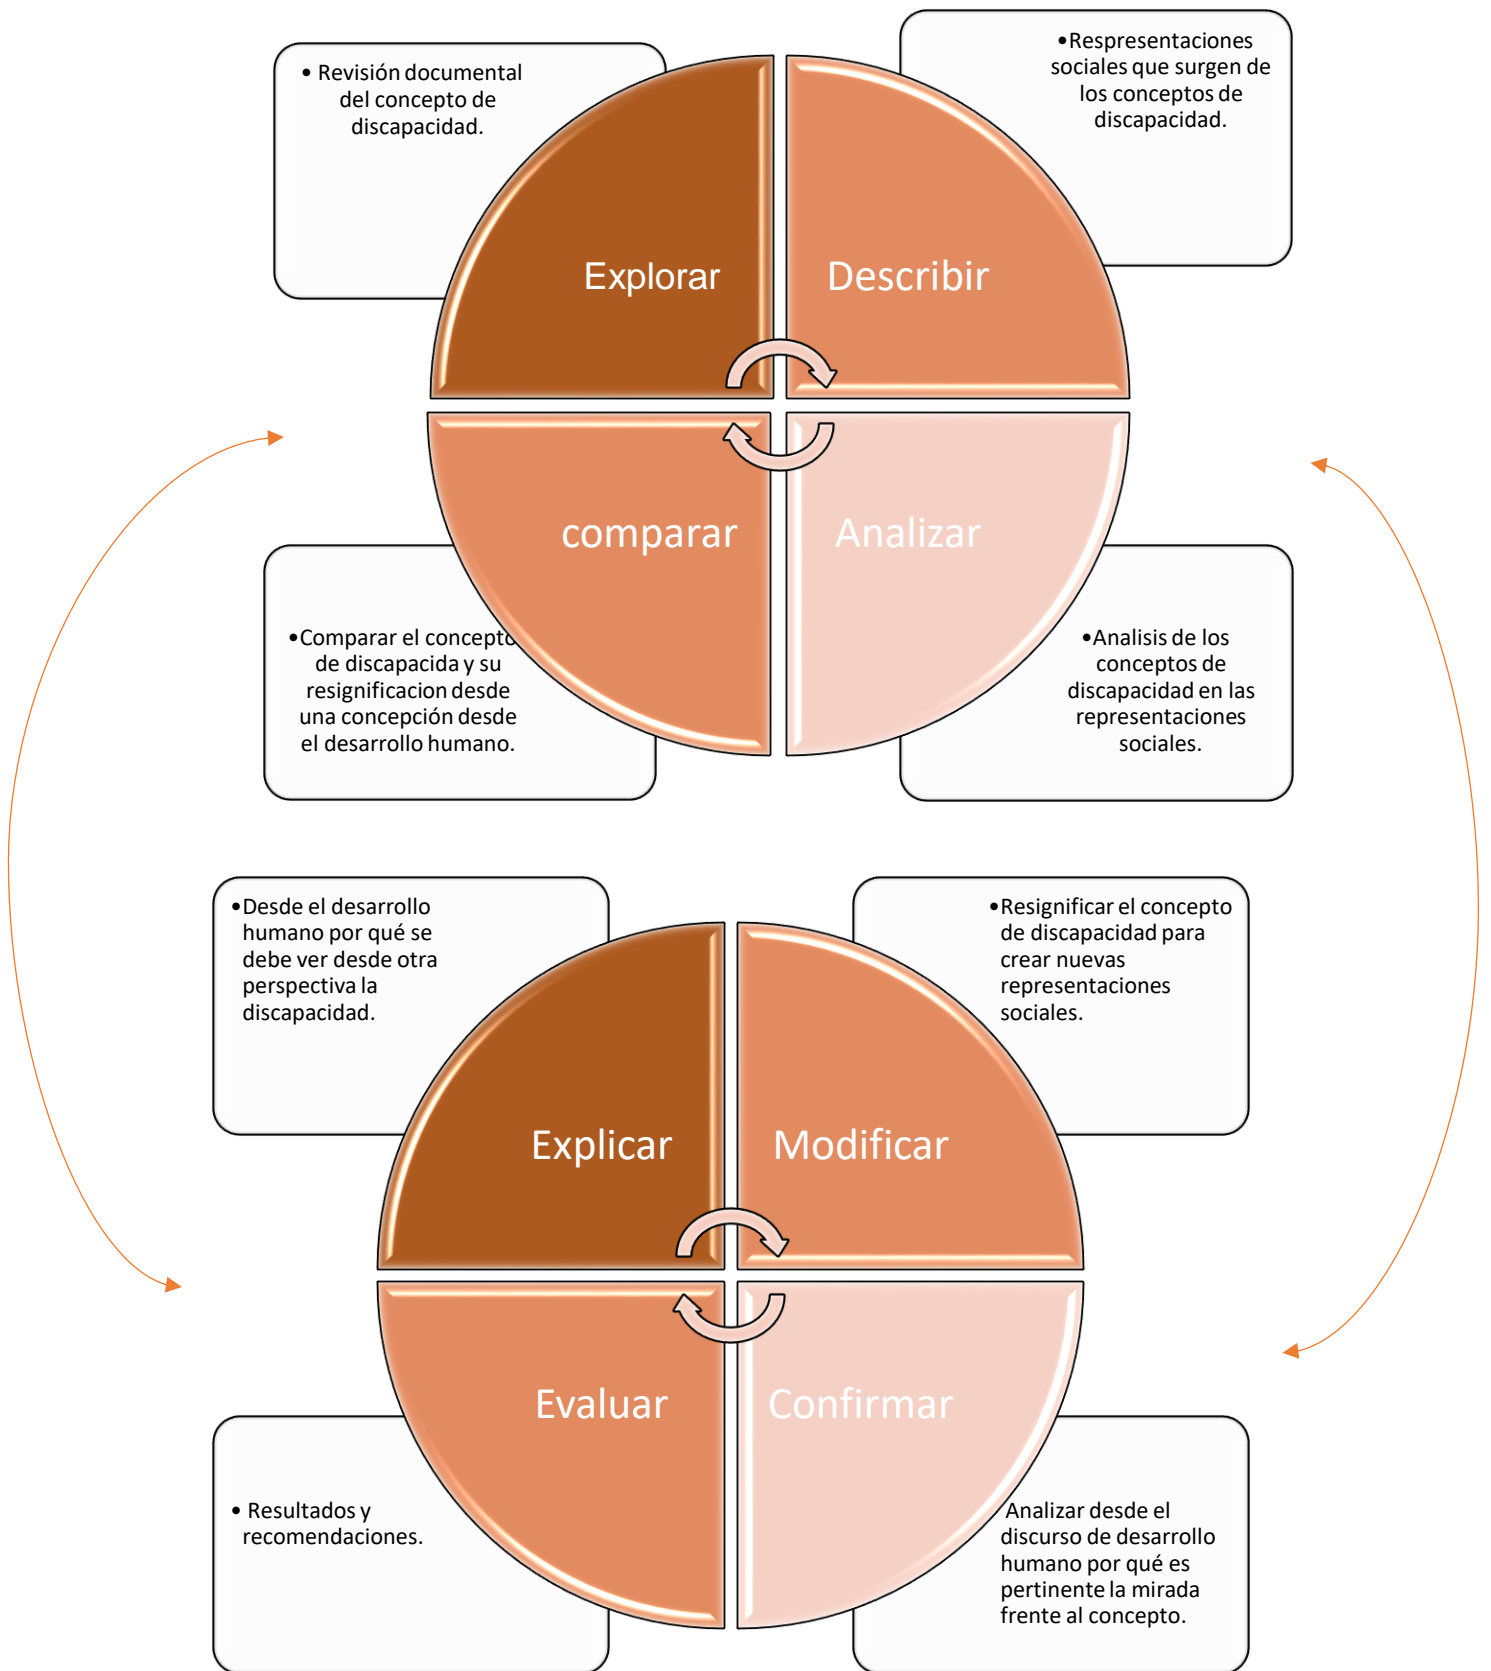 • Revisión documental
del concepto de
discapacidad.
•Respresentaciones
sociales que surgen de
los conceptos de
discapacidad.
Explorar
Describir
comparar
Analizar
•Comparar el concepto
de discapacida y su
resignificacion desde
una concepción desde
el desarrollo humano.
•Analisis de los
conceptos de
discapacidad en las
representaciones
sociales.
•Desde el desarrollo
humano por qué se
debe ver desde otra
perspectiva la
discapacidad.
•Resignificar el concepto
de discapacidad para
crear nuevas
representaciones
sociales.
Explicar
Modificar
Evaluar
Confirmar
• Resultados y
recomendaciones.
Analizar desde el
discurso de desarrollo
humano por qué es
pertinente la mirada
frente al concepto.